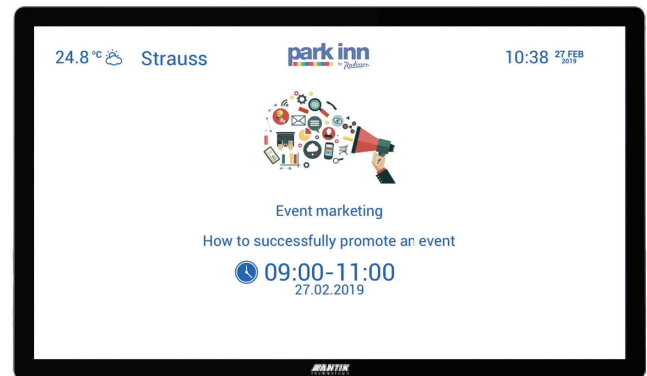 24.8 °C Strauss
park inn
by Radisson
10:38 27 FEB 2019
Event marketing
How to successfully promote an event
09:00-11:00
27.02.2019
ANTIK
TECHNOLOGY